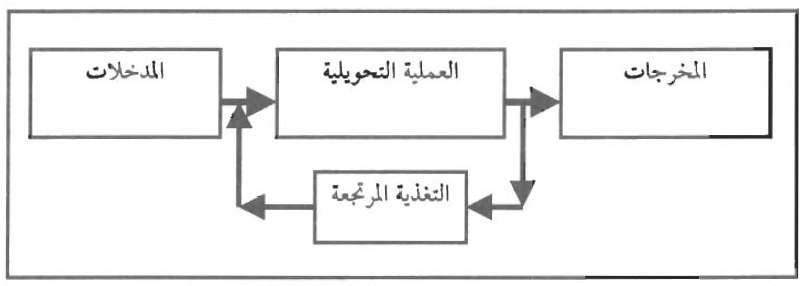 المدخلات
العملية التحويلية
المخرجات
التغذية المرتجعة